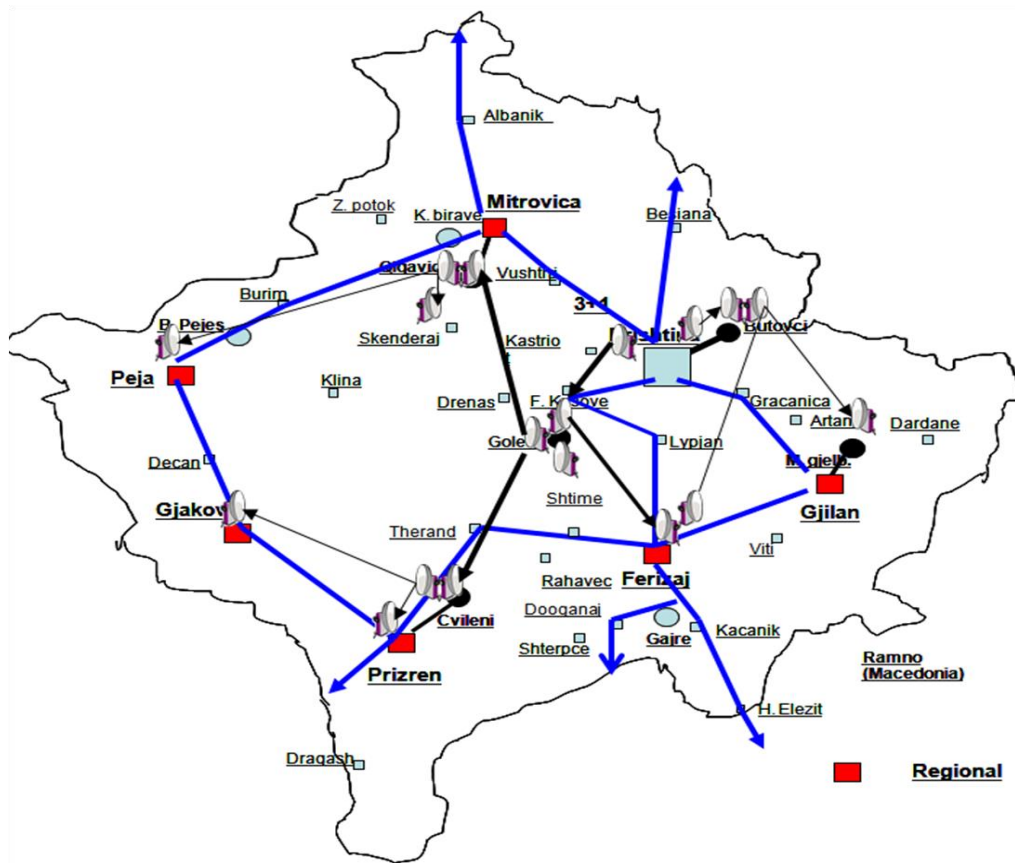 Albanik
Mitrovica
Z. potok
K. birave
Besiana
Vushtri
Burim
3+1
B. Pejes
Butovci
Skenderaj
Kastrio
Peja
Klina
Drenas
F. Kosove
Gracanica
Artan
Dardane
Gole
Lypjan
Decan
M.gjelb.
Shtime
Gjilan
Gjakov
Therand
Viti
Rahavec
Ferizaj
Dooganaj
Cvileni
Gajre
Kacanik
Shterpce
Prizren
Ramno
(Macedonia)
H. Elezit
Dragash
Regional